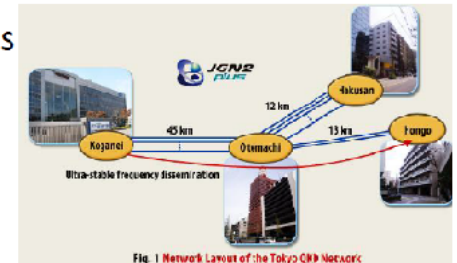 S
JGN2
plus
Hakusan
12 km
45 km
13 km
Hongo
Koganei
Otemachi
Ultra-stable frequency dissemination
Fig. 1 Network Layout of the Tokyo QKD Network